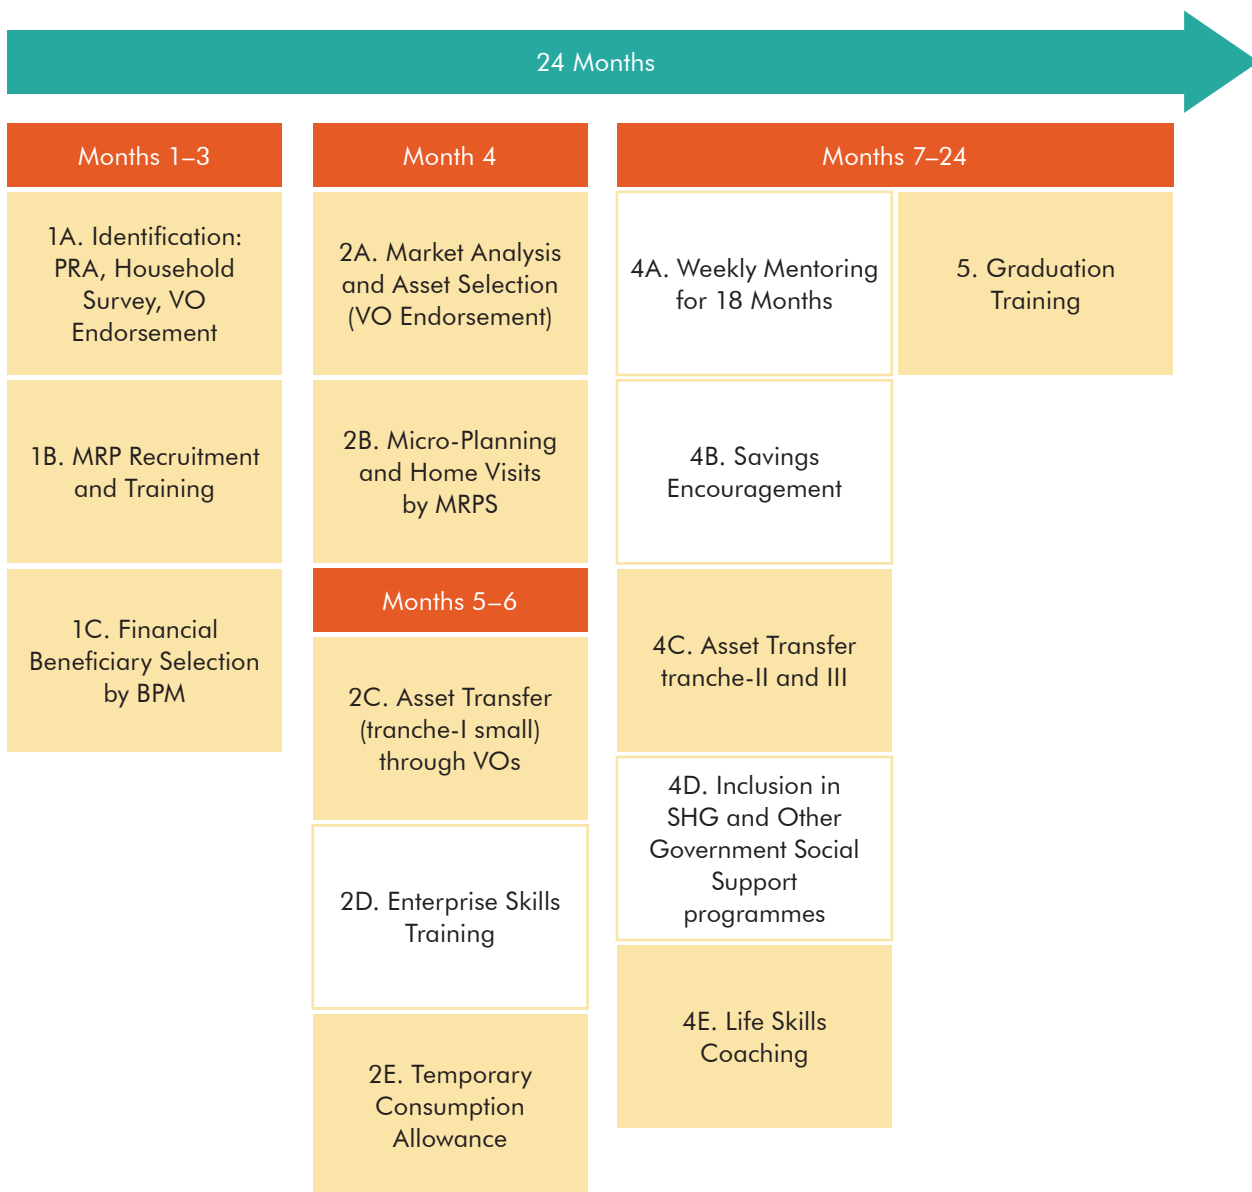 24 Months
Months 1–3
1A. Identification:
PRA, Household
Survey, VO
Endorsement
1B. MRP Recruitment
and Training
1C. Financial
Beneficiary Selection
by BPM
Month 4
2A. Market Analysis
and Asset Selection
(VO Endorsement)
2B. Micro-Planning
and Home Visits
by MRPS
Months 5–6
2C. Asset Transfer
(tranche-I small)
through VOs
2D. Enterprise Skills
Training
2E. Temporary
Consumption
Allowance
Months 7–24
4A. Weekly Mentoring
for 18 Months
4B. Savings
Encouragement
4C. Asset Transfer
tranche-II and III
4D. Inclusion in
SHG and Other
Government Social
Support
programmes
4E. Life Skills
Coaching
5. Graduation
Training